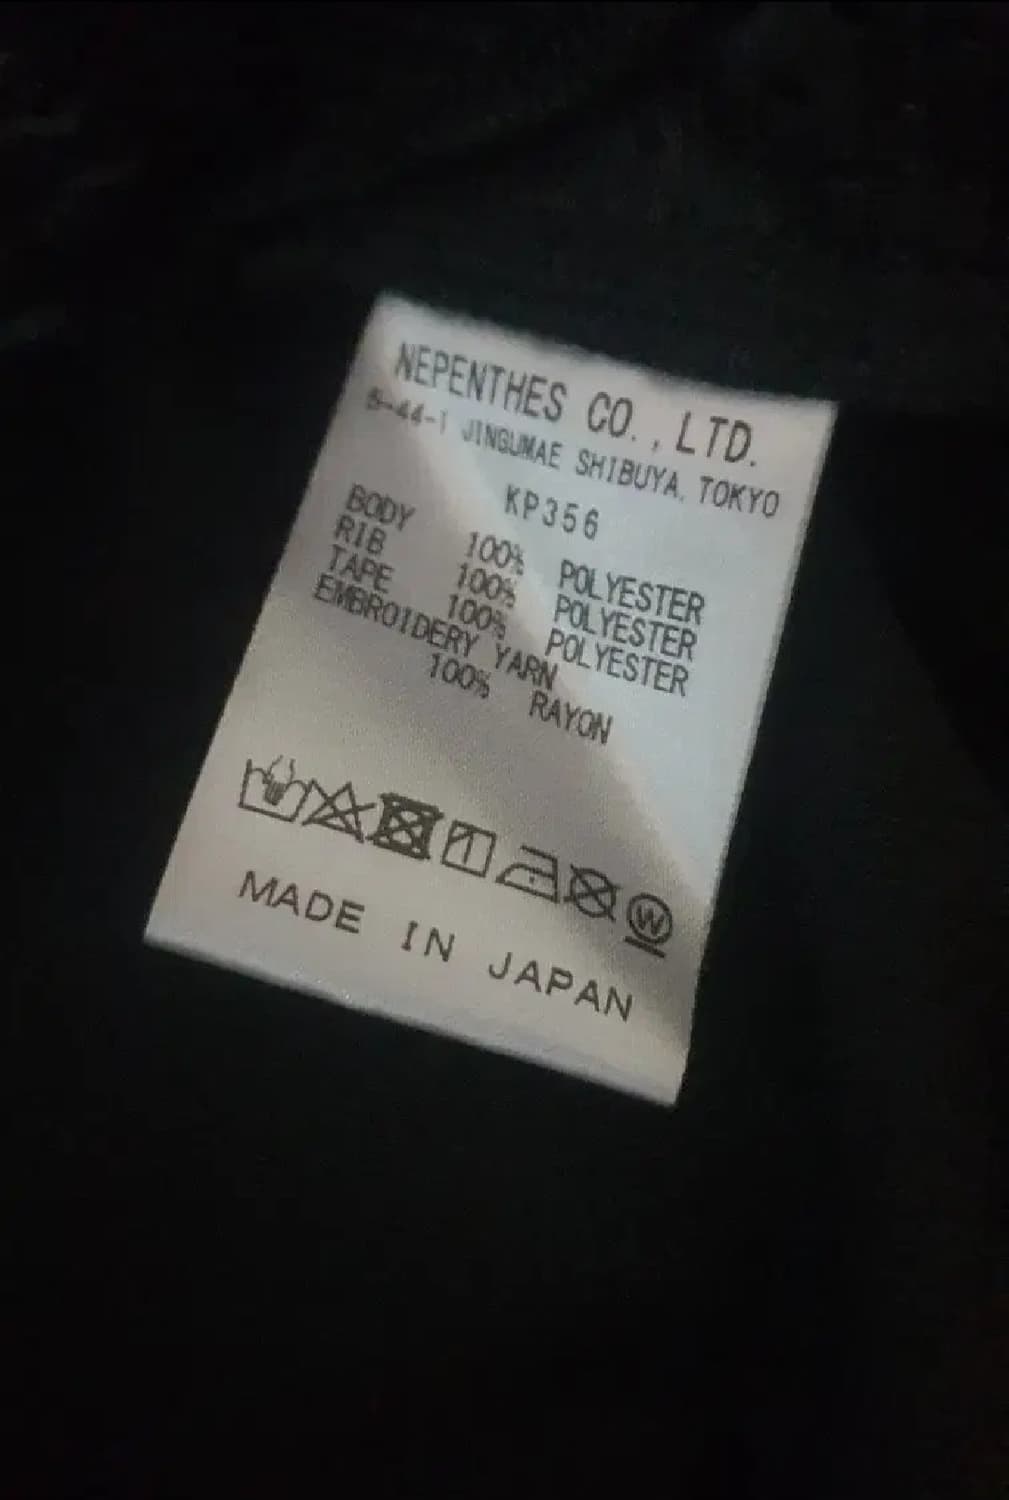 NEPENTHES CO., LTD.
5-44-1 JINGUMAE SHIBUYA, TOKYO
KP356
BODY 100% POLYESTER
RIB 100% POLYESTER
TAPE 100% POLYESTER
EMBROIDERY YARN
100% RAYON
W
MADE IN JAPAN